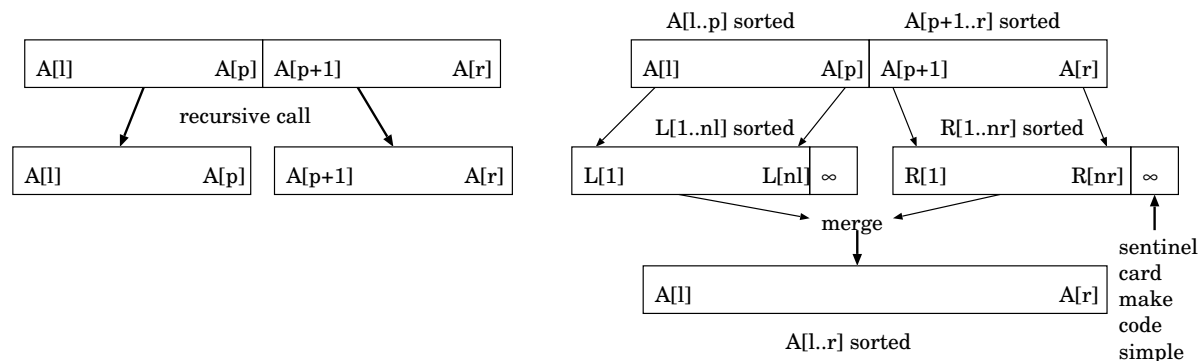 A[l] A[p] A[p+1] A[r]
recursive call
A[l] A[p] A[p+1] A[r]
A[l..p] sorted A[p+1..r] sorted
A[l] A[p] A[p+1] A[r]
L[1..nl] sorted R[1..nr] sorted
L[1] L[nl] ∞ R[1] R[nr] ∞
merge
sentinel
card
make
code
simple
A[l] A[r]
A[l..r] sorted